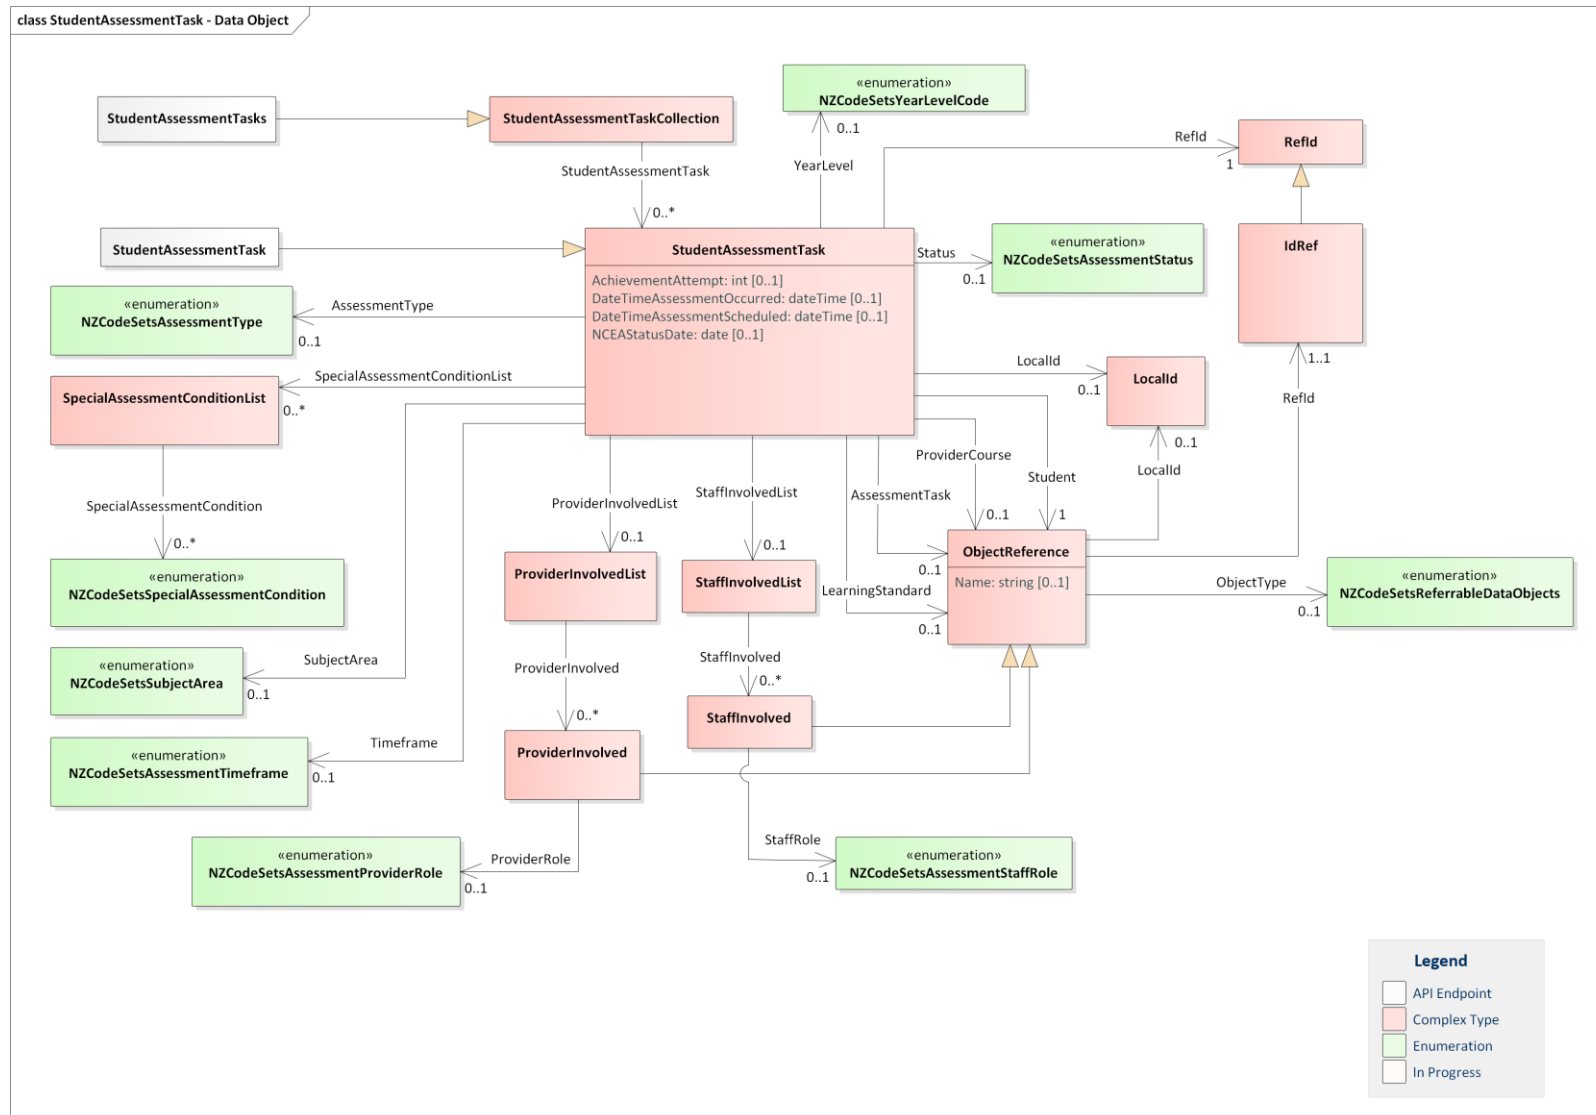 class StudentAssessmentTask - Data Object
«enumeration»
NZCodeSetsYearLevelCode
0..1
YearLevel
StudentAssessmentTasks
StudentAssessmentTaskCollection
StudentAssessmentTask
0..*
RefId
1
RefId
StudentAssessmentTask
StudentAssessmentTask
AchievementAttempt: int [0..1]
DateTimeAssessmentOccurred: dateTime [0..1]
DateTimeAssessmentScheduled: dateTime [0..1]
NCEAStatusDate: date [0..1]
Status
0..1
«enumeration»
NZCodeSetsAssessmentStatus
IdRef
1..1
RefId
«enumeration»
NZCodeSetsAssessmentType
AssessmentType
0..1
SpecialAssessmentConditionList
SpecialAssessmentConditionList
0..*
LocalId
0..1
LocalId
0..1
LocalId
SpecialAssessmentCondition
0..*
«enumeration»
NZCodeSetsSpecialAssessmentCondition
ProviderInvolvedList
0..1
StaffInvolvedList
0..1
AssessmentTask
0..1
ProviderCourse
0..1
Student
1
ObjectReference
Name: string [0..1]
LearningStandard
0..1
ObjectType
0..1
«enumeration»
NZCodeSetsReferrableDataObjects
ProviderInvolvedList
StaffInvolvedList
ProviderInvolved
0..*
StaffInvolved
0..*
«enumeration»
NZCodeSetsSubjectArea
SubjectArea
0..1
StaffInvolved
ProviderInvolved
«enumeration»
NZCodeSetsAssessmentTimeframe
Timeframe
0..1
«enumeration»
NZCodeSetsAssessmentProviderRole
ProviderRole
0..1
StaffRole
0..1
«enumeration»
NZCodeSetsAssessmentStaffRole
Legend
API Endpoint
Complex Type
Enumeration
In Progress